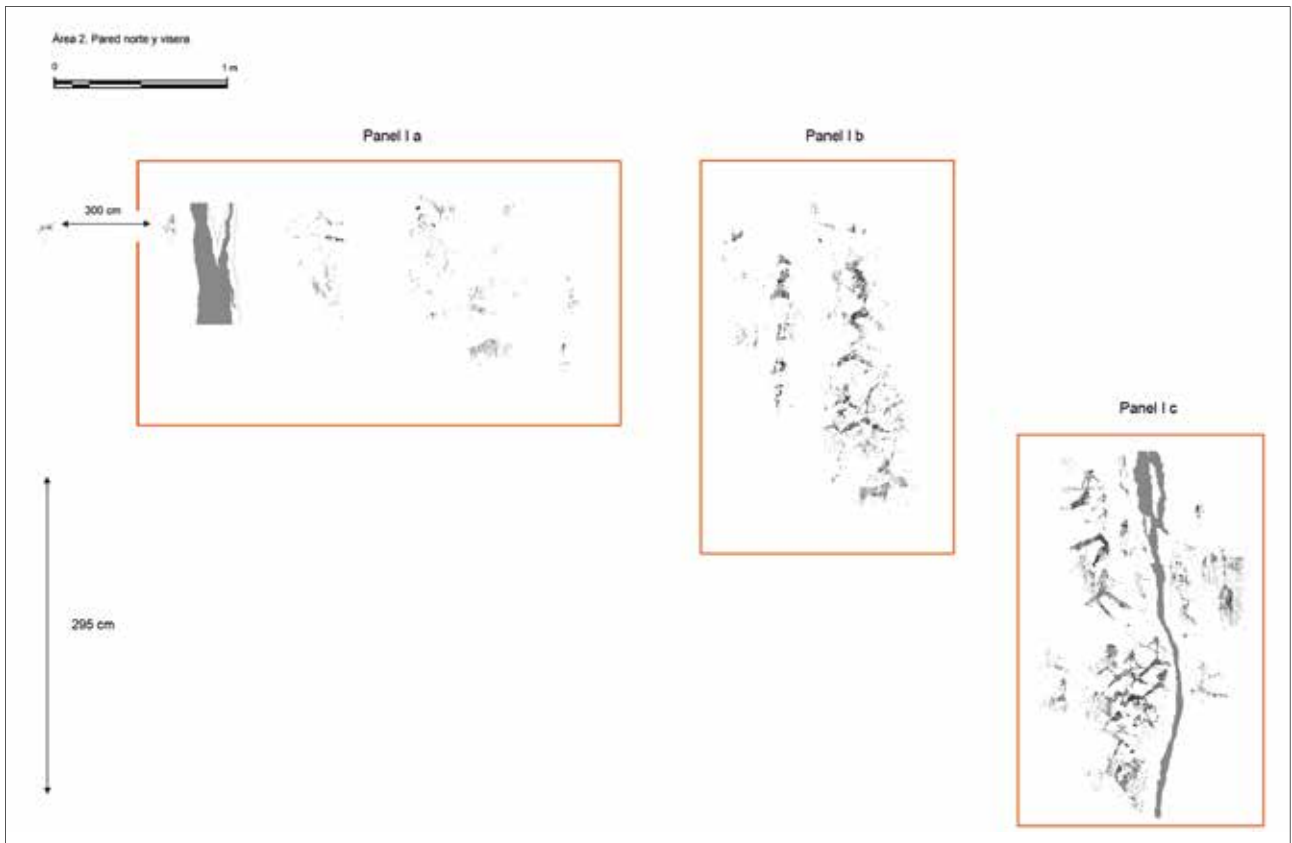 Área 2. Pared norte y visera
0 1 m
Panel I a
Panel I b
300 cm
Panel I c
295 cm